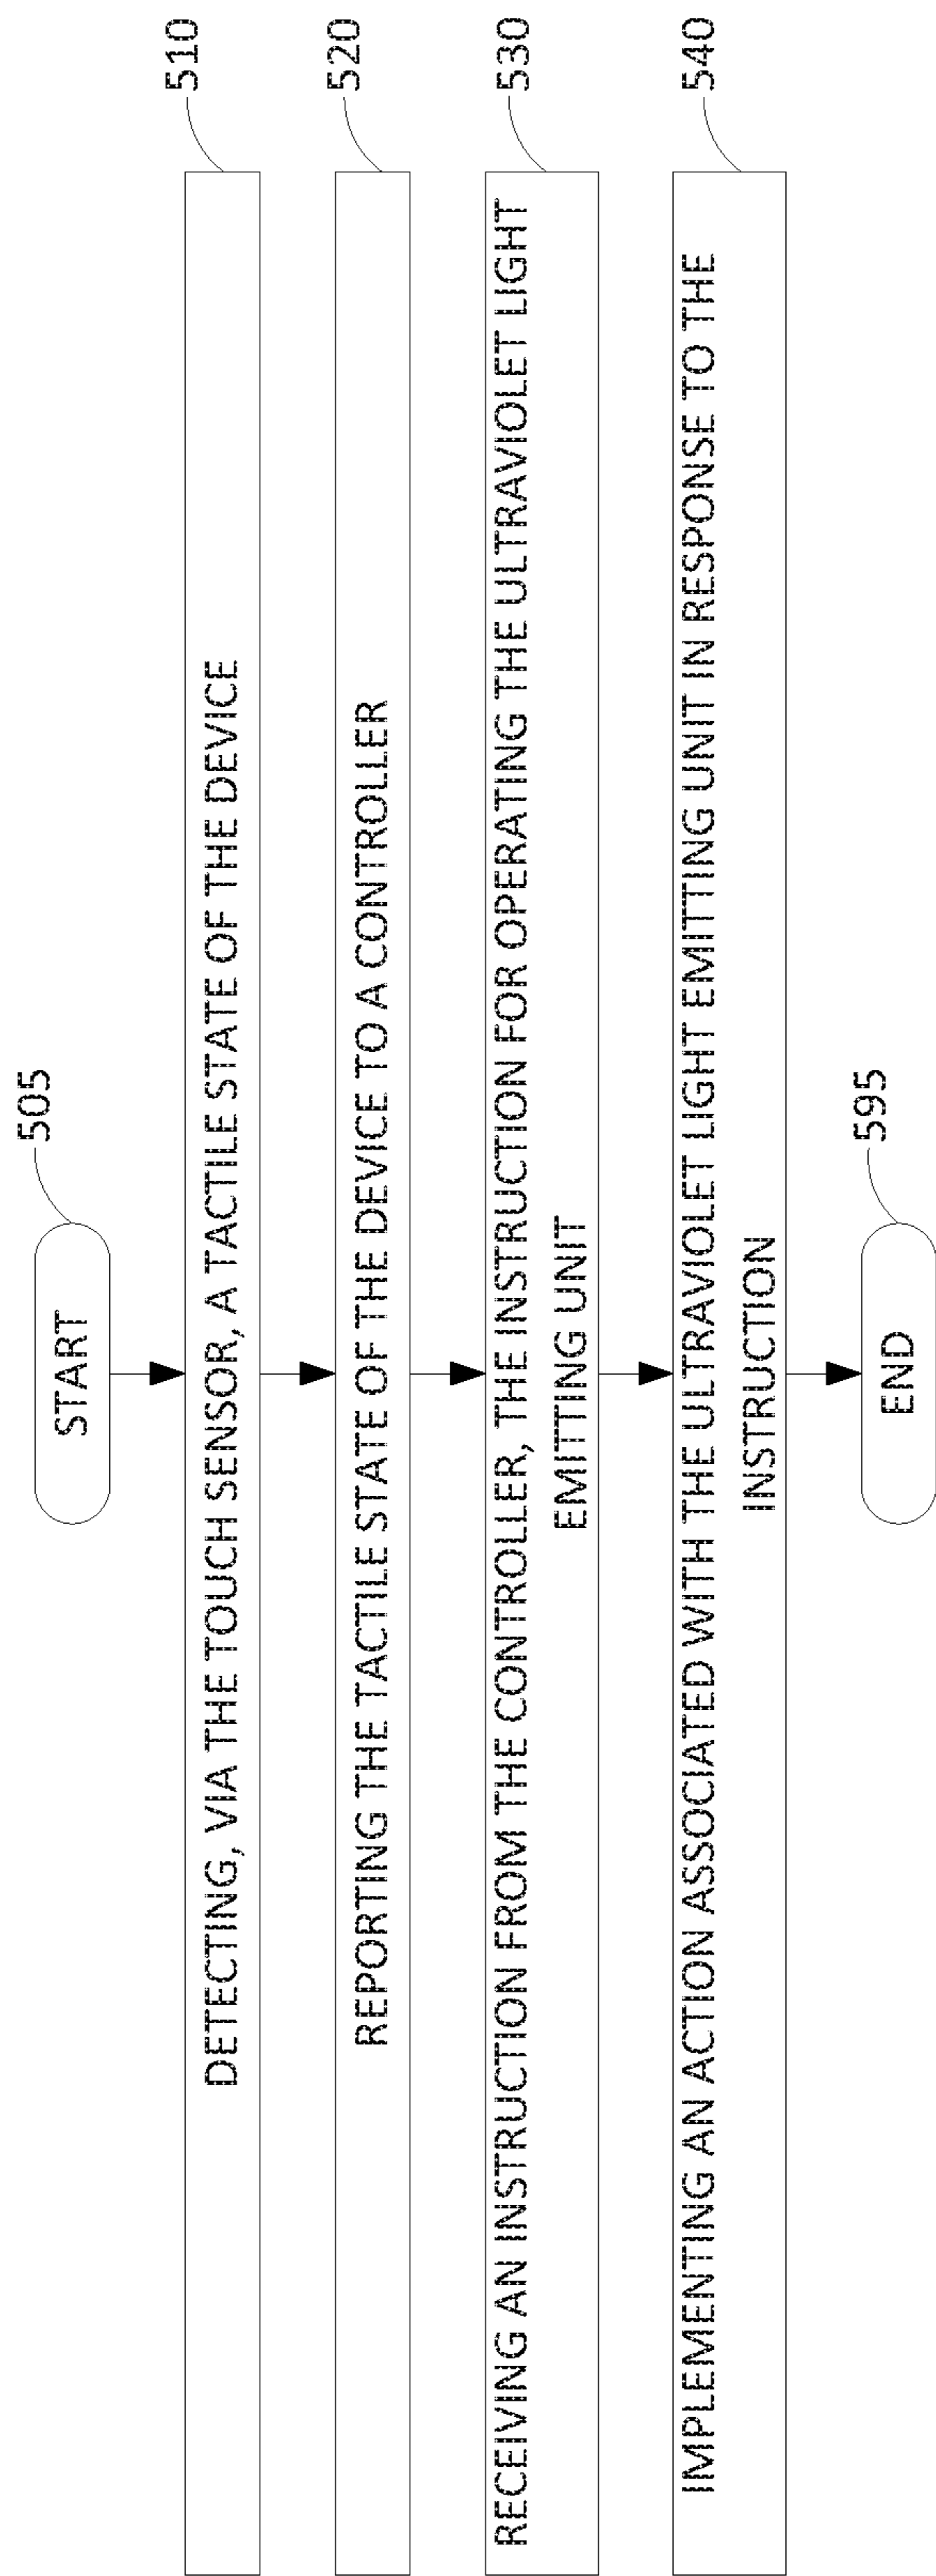 505
START
510
DETECTING, VIA THE TOUCH SENSOR, A TACTILE STATE OF THE DEVICE
520
REPORTING THE TACTILE STATE OF THE DEVICE TO A CONTROLLER
530
RECEIVING AN INSTRUCTION FROM THE CONTROLLER, THE INSTRUCTION FOR OPERATING THE ULTRAVIOLET LIGHT
EMITTING UNIT
540
IMPLEMENTING AN ACTION ASSOCIATED WITH THE ULTRAVIOLET LIGHT EMITTING UNIT IN RESPONSE TO THE
INSTRUCTION
595
END